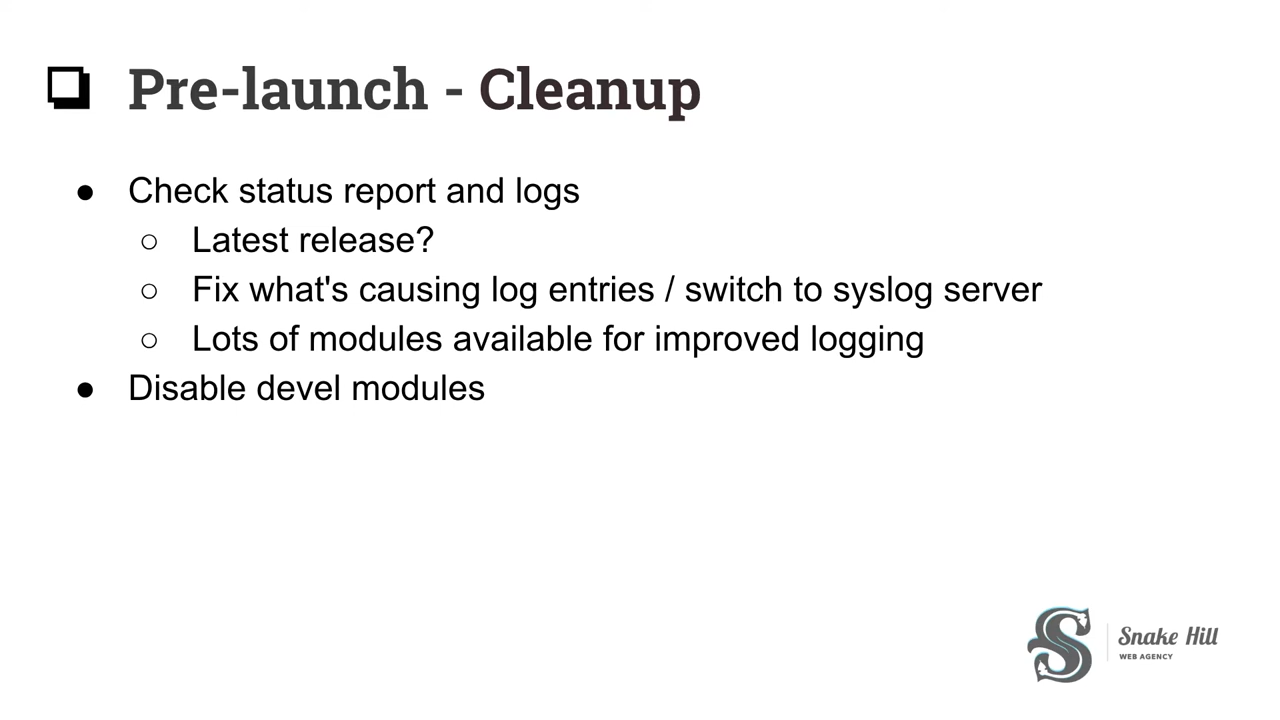 ❏ Pre-launch - Cleanup
● Check status report and logs
○ Latest release?
○ Fix what's causing log entries / switch to syslog server
○ Lots of modules available for improved logging
● Disable devel modules
S
Snake Hill
WEB AGENCY